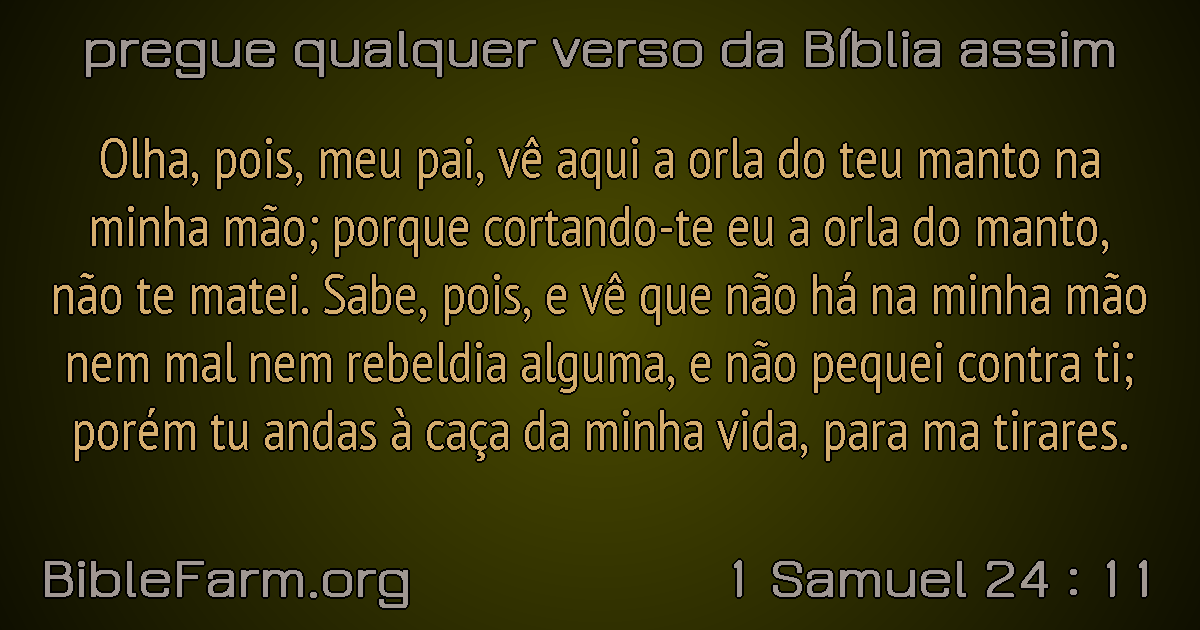 pregue qualquer verso da Bíblia assim
Olha, pois, meu pai, vê aqui a orla do teu manto na
minha mão; porque cortando-te eu a orla do manto,
não te matei. Sabe, pois, e vê que não há na minha mão
nem mal nem rebeldia alguma, e não pequei contra ti;
porém tu andas à caça da minha vida, para ma tirares.
BibleFarm.org
1 Samuel 24 : 11